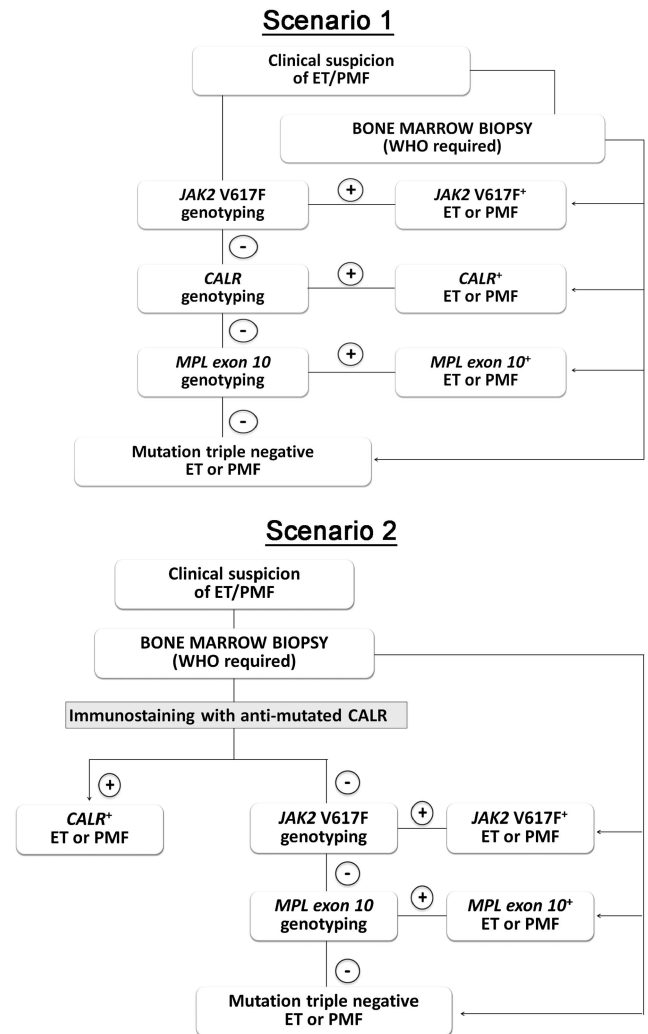 Scenario 1
Clinical suspicion
of ET/PMF
BONE MARROW BIOPSY
(WHO required)
JAK2 V617F
genotyping
+
JAK2 V617F+
ET or PMF
-
CALR
genotyping
+
CALR+
ET or PMF
-
MPL exon 10
genotyping
+
MPL exon 10+
ET or PMF
-
Mutation triple negative
ET or PMF
Scenario 2
Clinical suspicion
of ET/PMF
BONE MARROW BIOPSY
(WHO required)
Immunostaining with anti-mutated CALR
+
CALR+
ET or PMF
-
JAK2 V617F
genotyping
+
JAK2 V617F+
ET or PMF
-
MPL exon 10
genotyping
+
MPL exon 10+
ET or PMF
-
Mutation triple negative
ET or PMF